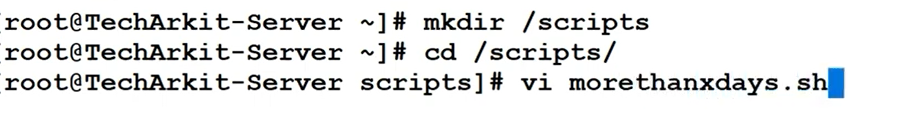 [root@TechArkit-Server ~]# mkdir /scripts
[root@TechArkit-Server ~]# cd /scripts/
[root@TechArkit-Server scripts]# vi morethanxdays.sh